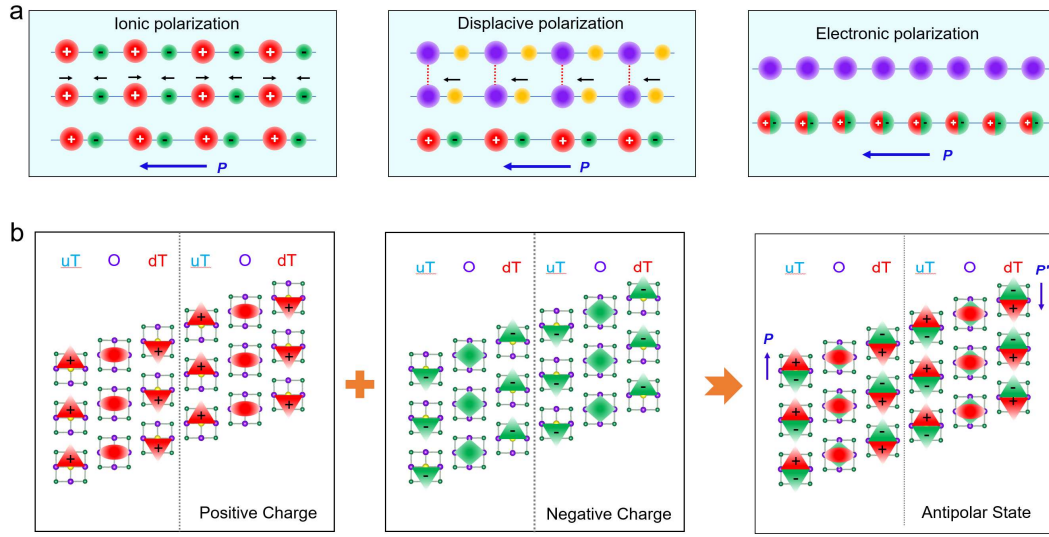 a
Ionic polarization
P
Displacive polarization
P
Electronic polarization
P
b
uT O dT uT O dT
Positive Charge
uT O dT uT O dT
Negative Charge
uT O dT uT O dT
P
P'
Antipolar State